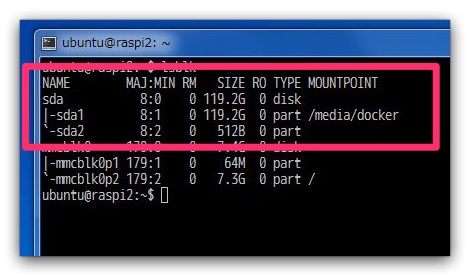 ubuntu@raspi2: ~
ubuntu@raspi2:~$ lsblk
NAME MAJ:MIN RM SIZE RO TYPE MOUNTPOINT
sda 8:0 0 119.2G 0 disk
|-sda1 8:1 0 119.2G 0 part /media/docker
`-sda2 8:2 0 512B 0 part
mmcblk0 179:0 0 7.4G 0 disk
|-mmcblk0p1 179:1 0 64M 0 part
`-mmcblk0p2 179:2 0 7.3G 0 part /
ubuntu@raspi2:~$